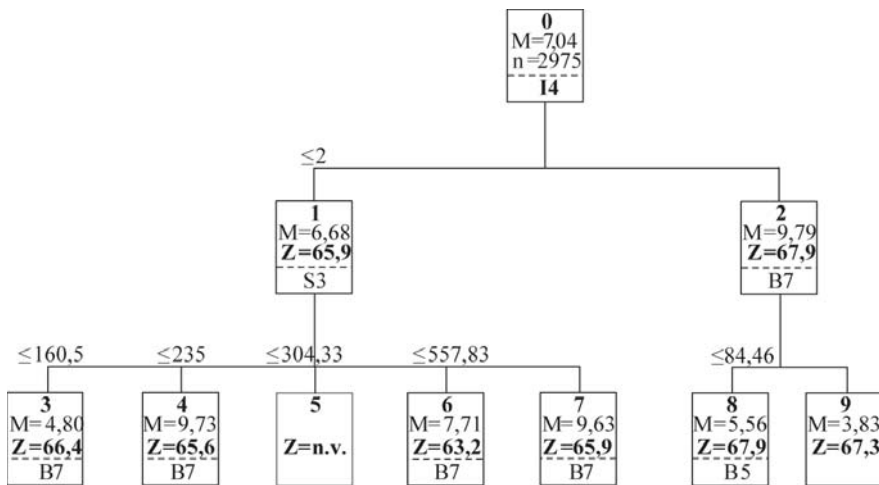 0
M=7,04
n=2975
I4
≤2
1
M=6,68
Z=65,9
S3
2
M=9,79
Z=67,9
B7
≤160,5
≤235
≤304,33
≤557,83
≤84,46
3
M=4,80
Z=66,4
B7
4
M=9,73
Z=65,6
B7
5
Z=n.v.
6
M=7,71
Z=63,2
B7
7
M=9,63
Z=65,9
B7
8
M=5,56
Z=67,9
B5
9
M=3,83
Z=67,3